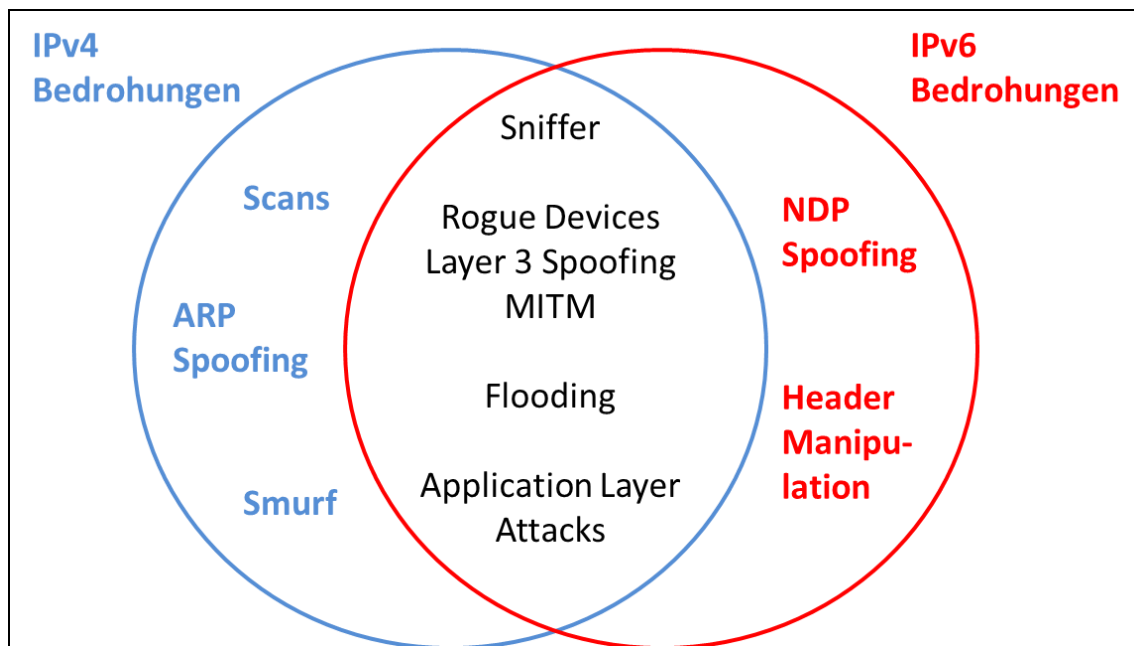 IPv4
Bedrohungen
IPv6
Bedrohungen
Scans
ARP
Spoofing
Smurf
Sniffer
Rogue Devices
Layer 3 Spoofing
MITM
Flooding
Application Layer
Attacks
NDP
Spoofing
Header
Manipu-
lation